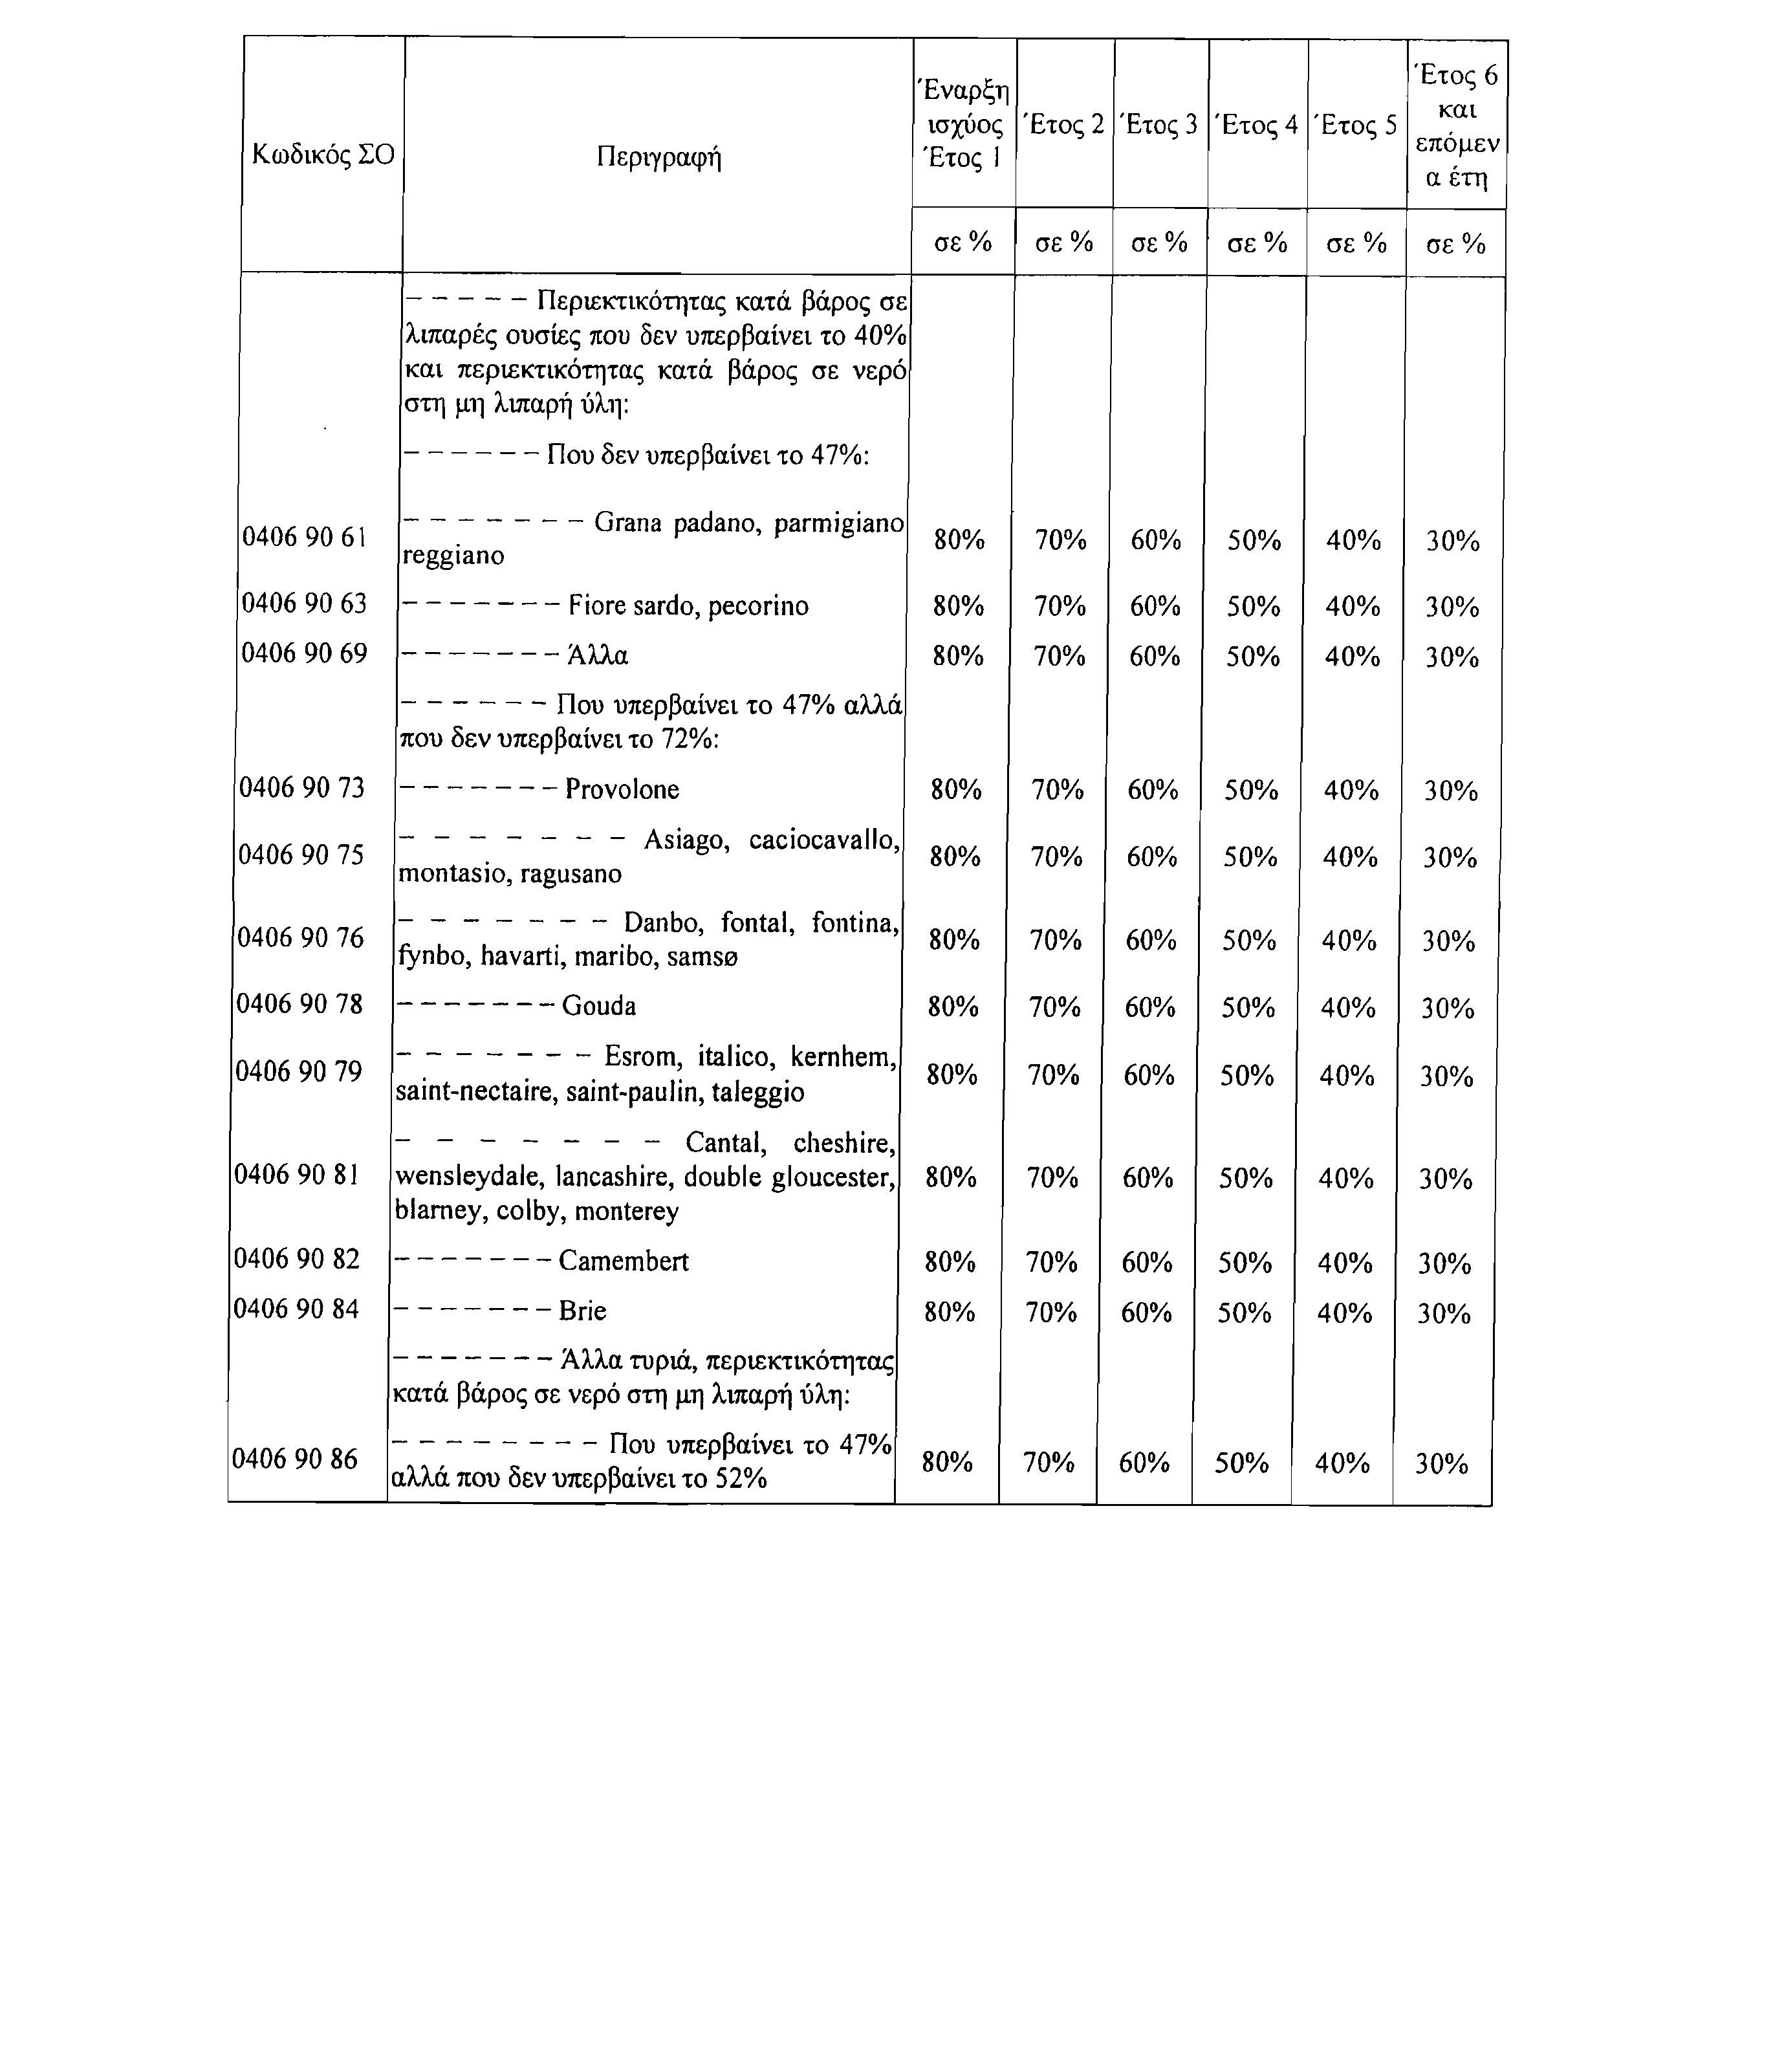 Κωδικός ΣΟ
Περιγραφή
Έναρξη
ισχύος
Έτος 1
Έτος 2
Έτος 3
Έτος 4
Έτος 5
Έτος 6
και
επόμεν
α έτη
σε % σε % σε % σε % σε % σε %
– – – – – Περιεκτικότητας κατά βάρος σε
λιπαρές ουσίες που δεν υπερβαίνει το 40%
και περιεκτικότητας κατά βάρος σε νερό
στη μη λιπαρή ύλη:
– – – – – – Που δεν υπερβαίνει το 47%:
0406 90 61 – – – – – – – Grana padano, parmigiano
reggiano 80% 70% 60% 50% 40% 30%
0406 90 63 – – – – – – – Fiore sardo, pecorino 80% 70% 60% 50% 40% 30%
0406 90 69 – – – – – – – Άλλα 80% 70% 60% 50% 40% 30%
– – – – – – Που υπερβαίνει το 47% αλλά
που δεν υπερβαίνει το 72%:
0406 90 73 – – – – – – – Provolone 80% 70% 60% 50% 40% 30%
0406 90 75 – – – – – – – Asiago, caciocavallo,
montasio, ragusano 80% 70% 60% 50% 40% 30%
0406 90 76 – – – – – – – Danbo, fontal, fontina,
fynbo, havarti, maribo, samsø 80% 70% 60% 50% 40% 30%
0406 90 78 – – – – – – – Gouda 80% 70% 60% 50% 40% 30%
0406 90 79 – – – – – – – Esrom, italico, kernhem,
saint-nectaire, saint-paulin, taleggio 80% 70% 60% 50% 40% 30%
– – – – – – – Cantal, cheshire,
0406 90 81 wensleydale, lancashire, double gloucester, 80% 70% 60% 50% 40% 30%
blarney, colby, monterey
0406 90 82 – – – – – – – Camembert 80% 70% 60% 50% 40% 30%
0406 90 84 – – – – – – – Brie 80% 70% 60% 50% 40% 30%
– – – – – – – Άλλα τυριά, περιεκτικότητας
κατά βάρος σε νερό στη μη λιπαρή ύλη:
0406 90 86 – – – – – – – – Που υπερβαίνει το 47%
αλλά που δεν υπερβαίνει το 52% 80% 70% 60% 50% 40% 30%